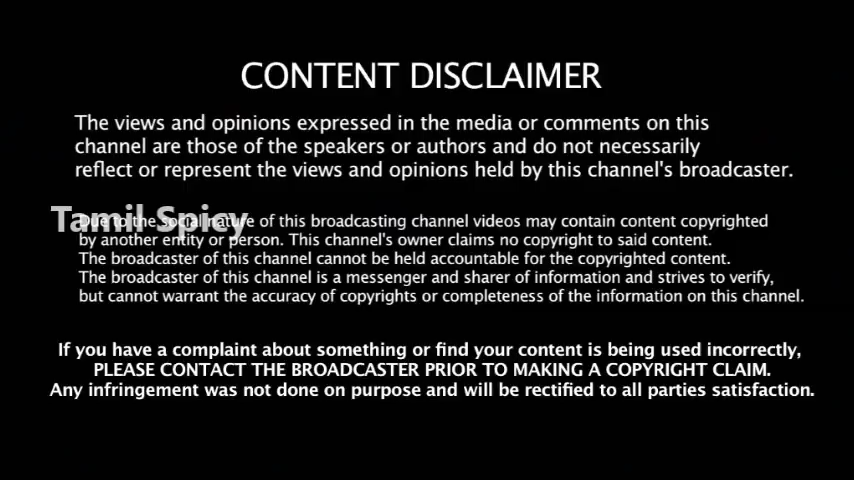 CONTENT DISCLAIMER
The views and opinions expressed in the media or comments on this
channel are those of the speakers or authors and do not necessarily
reflect or represent the views and opinions held by this channel's broadcaster.
Tamil Spicy
Due to the social nature of this broadcasting channel videos may contain content copyrighted
by another entity or person. This channel's owner claims no copyright to said content.
The broadcaster of this channel cannot be held accountable for the copyrighted content.
The broadcaster of this channel is a messenger and sharer of information and strives to verify,
but cannot warrant the accuracy of copyrights or completeness of the information on this channel.
If you have a complaint about something or find your content is being used incorrectly,
PLEASE CONTACT THE BROADCASTER PRIOR TO MAKING A COPYRIGHT CLAIM.
Any infringement was not done on purpose and will be rectified to all parties satisfaction.